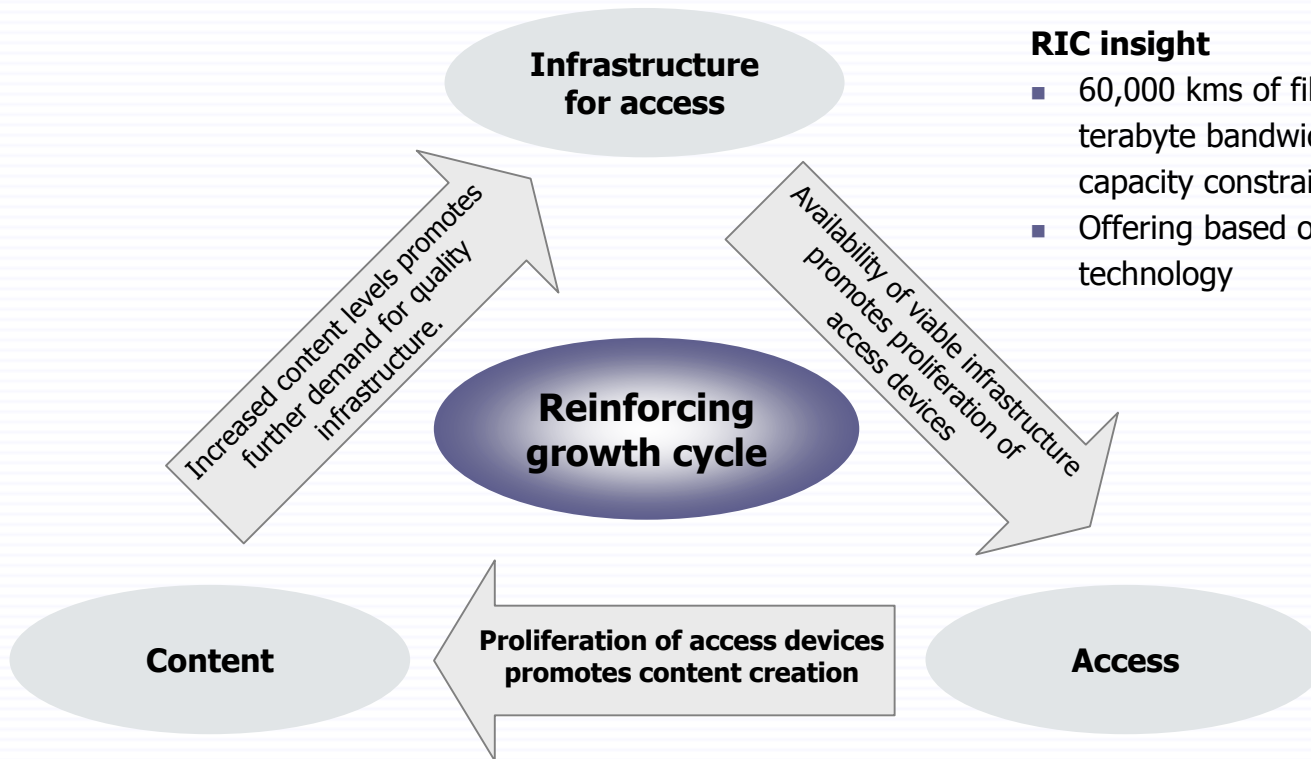 Infrastructure
for access
RIC insight
60,000 kms of
terabyte
capacity
Offering based
technology
Increased content levels promotes
further demand for quality
infrastructure.
Availability of viable infrastructure
promotes proliferation of
access devices
Reinforcing
growth cycle
Content
Proliferation of access devices
promotes content creation
Access